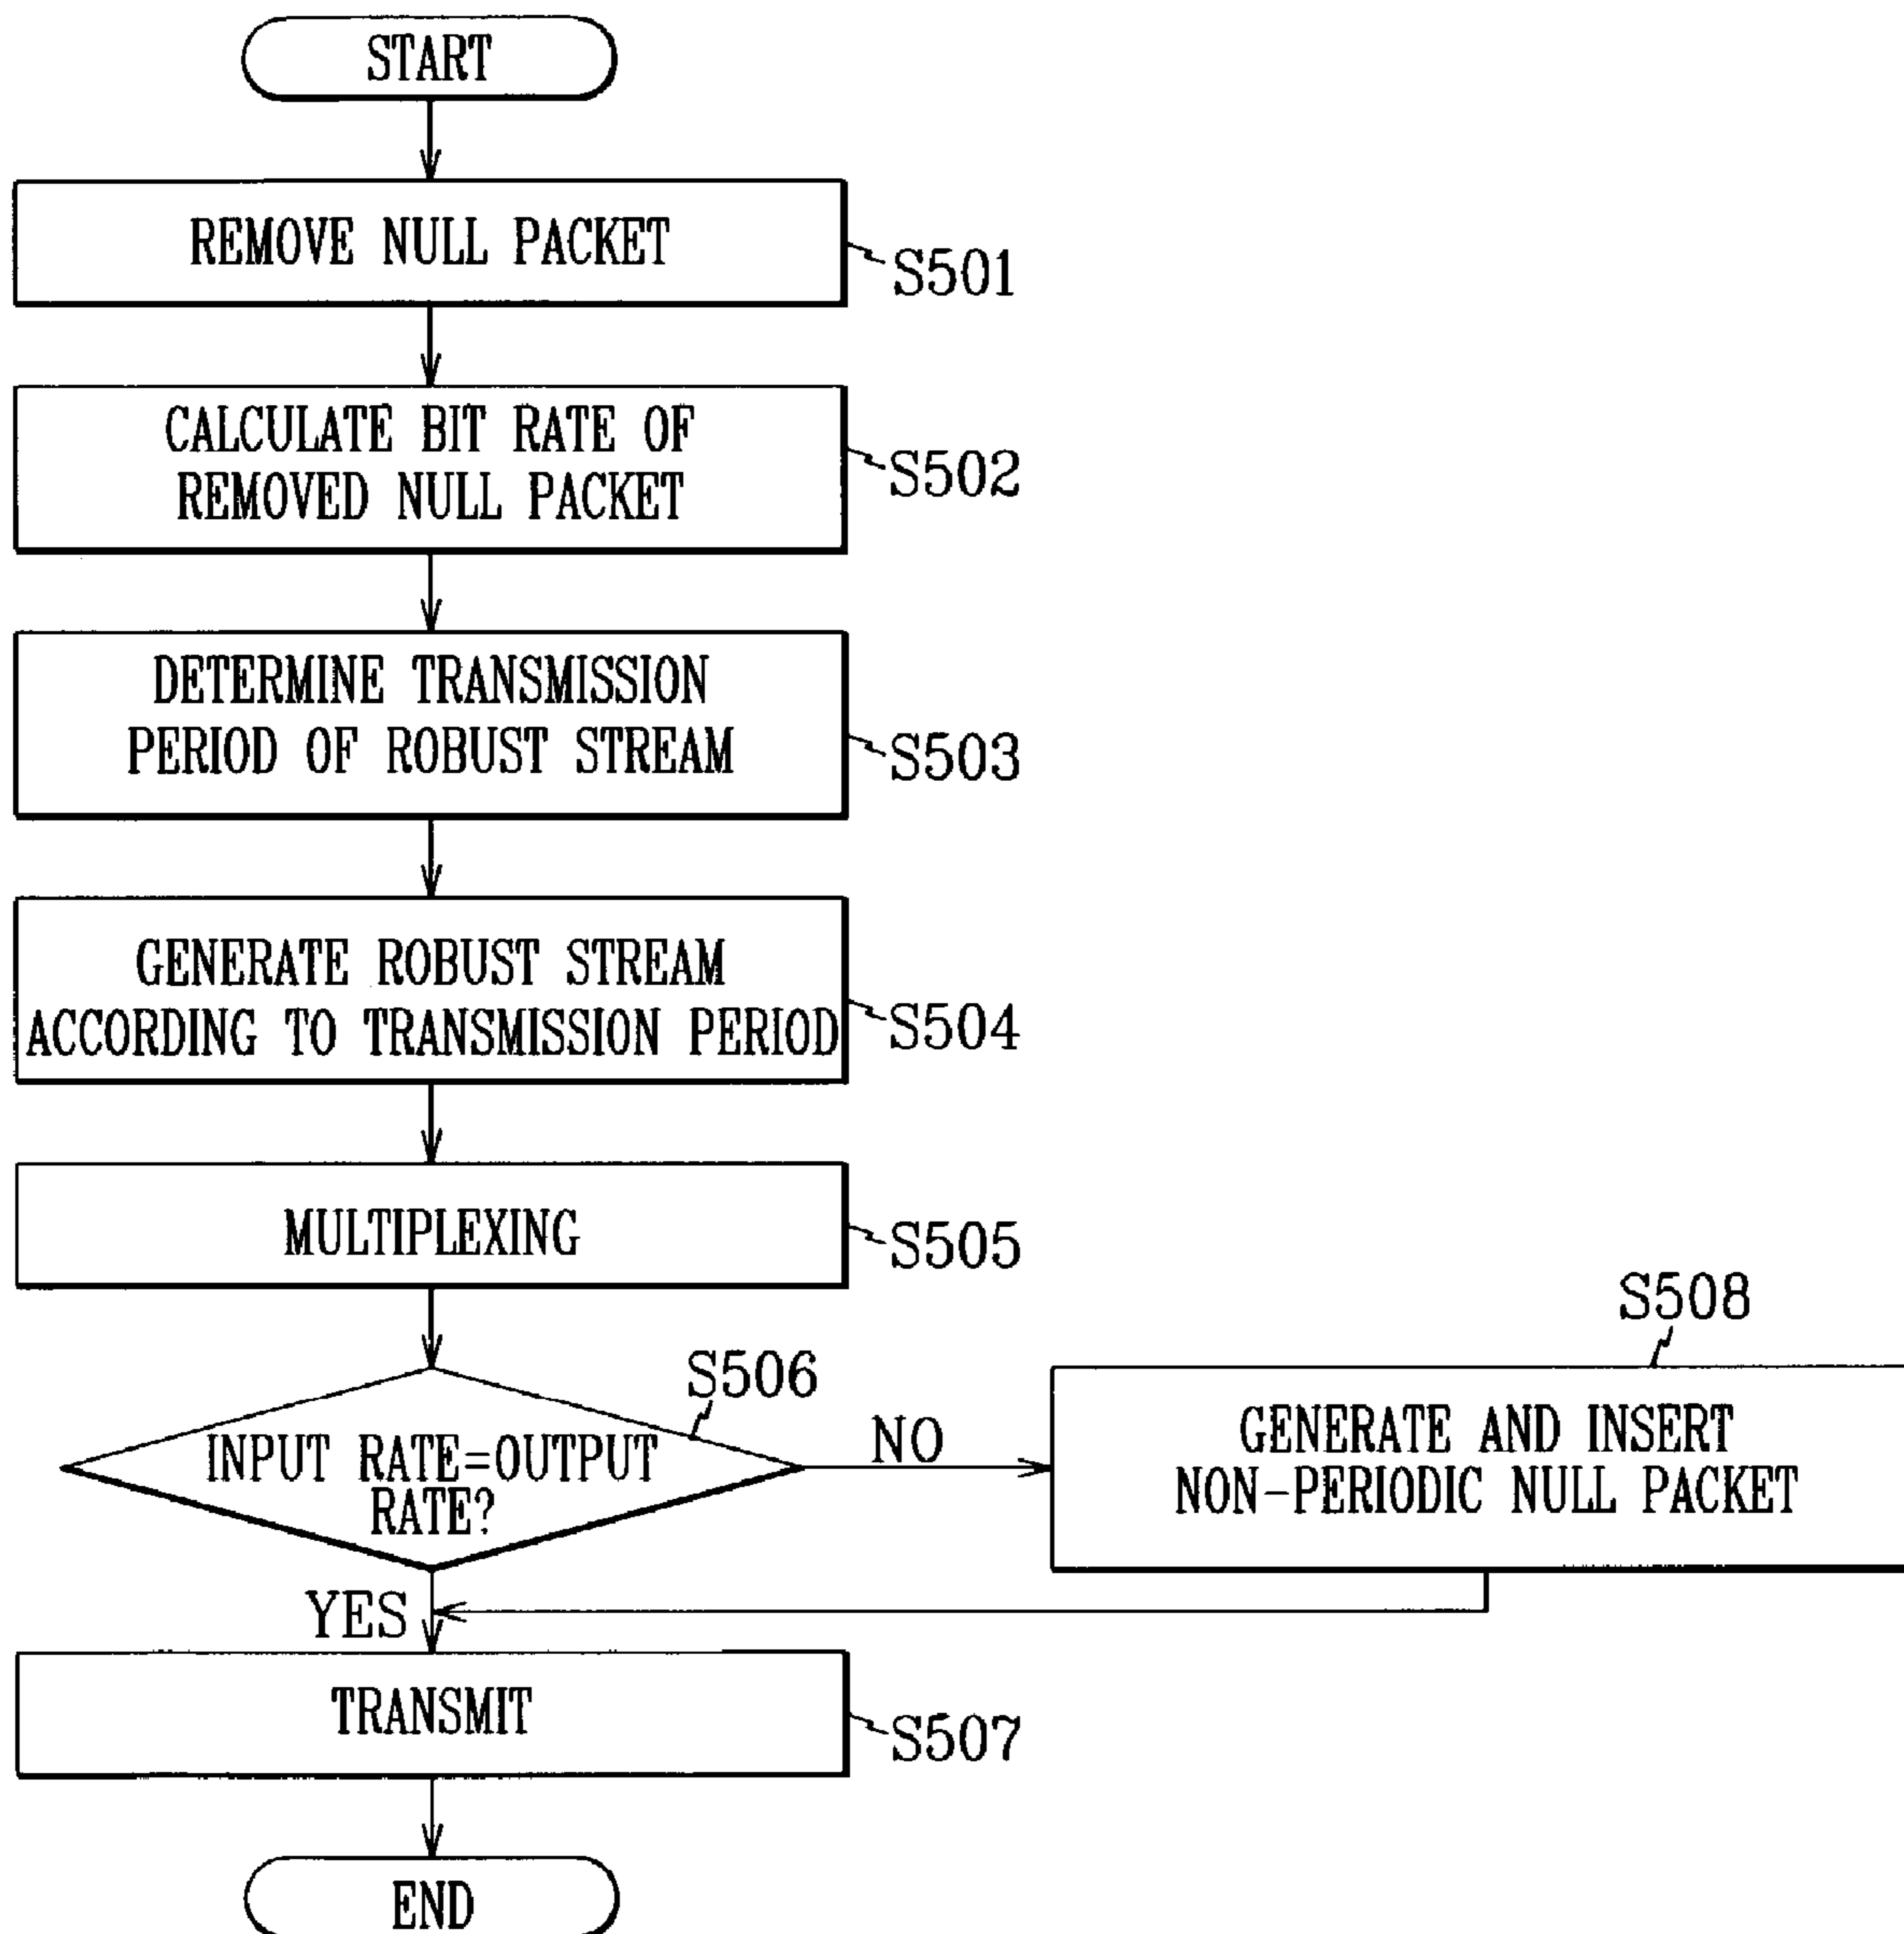 START
REMOVE NULL PACKET
S501
CALCULATE BIT RATE OF
REMOVED NULL PACKET
S502
DETERMINE TRANSMISSION
PERIOD OF ROBUST STREAM
S503
GENERATE ROBUST STREAM
ACCORDING TO TRANSMISSION PERIOD
S504
MULTIPLEXING
S505
S506
INPUT RATE=OUTPUT
RATE?
NO
S508
GENERATE AND INSERT
NON-PERIODIC NULL PACKET
YES
TRANSMIT
S507
END